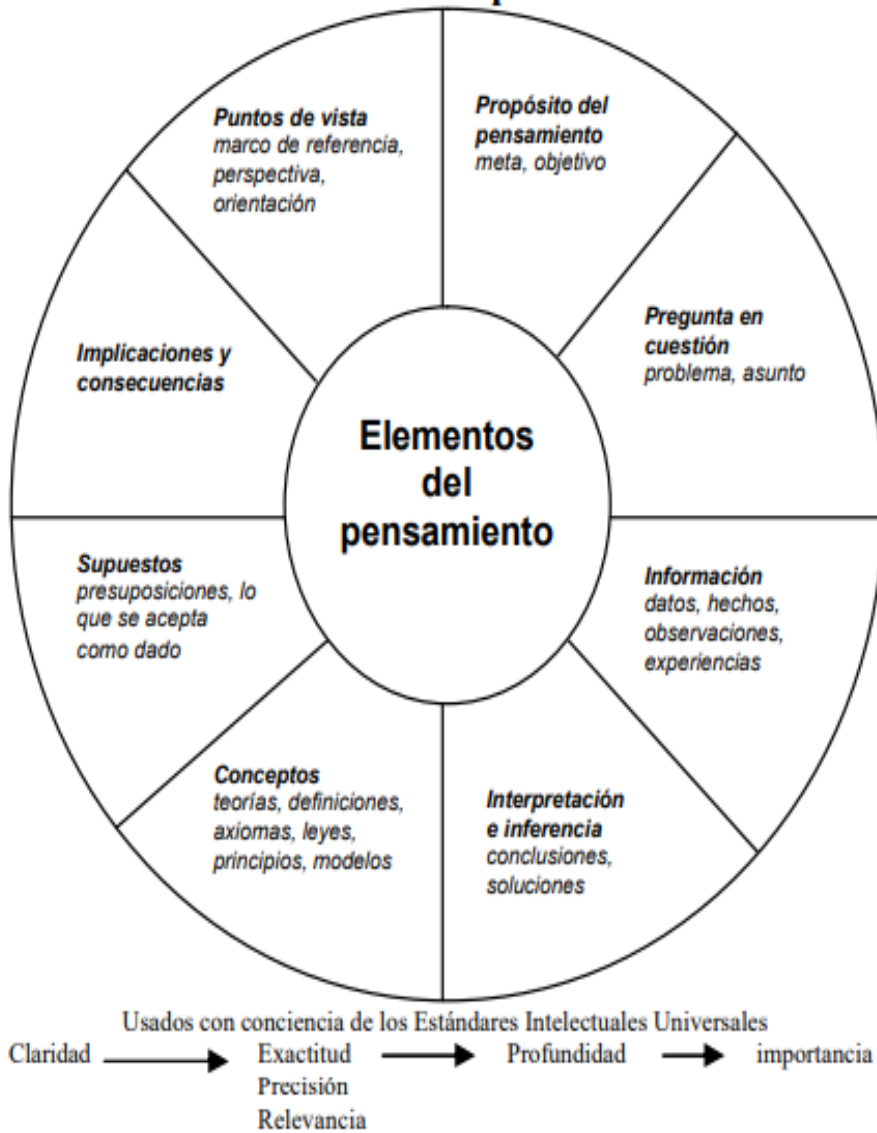 Puntos de vista
marco de referencia,
perspectiva,
orientación
Propósito del
pensamiento
meta, objetivo
Pregunta en
cuestión
problema, asunto
Información
datos, hechos,
observaciones,
experiencias
Interpretación
e inferencia
conclusiones,
soluciones
Conceptos
teorías, definiciones,
axiomas, leyes,
principios, modelos
Supuestos
presuposiciones, lo
que se acepta
como dado
Implicaciones y
consecuencias
Elementos
del
pensamiento
Usados con conciencia de los Estándares Intelectuales Universales
Claridad Exactitud Profundidad importancia
Precisión
Relevancia